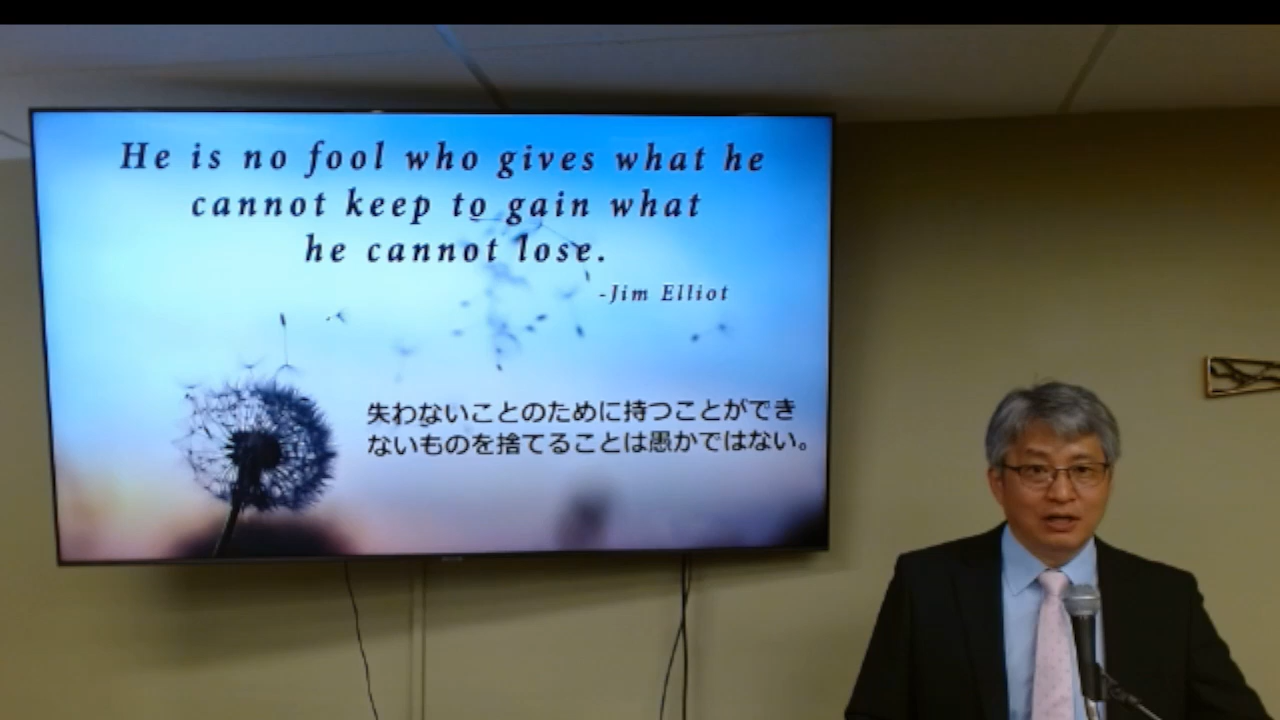 He is no fool who gives what he
cannot keep to gain what
he cannot lose.
-Jim Elliot
失わないことのために持つことができ
ないものを捨てることは愚かではない。